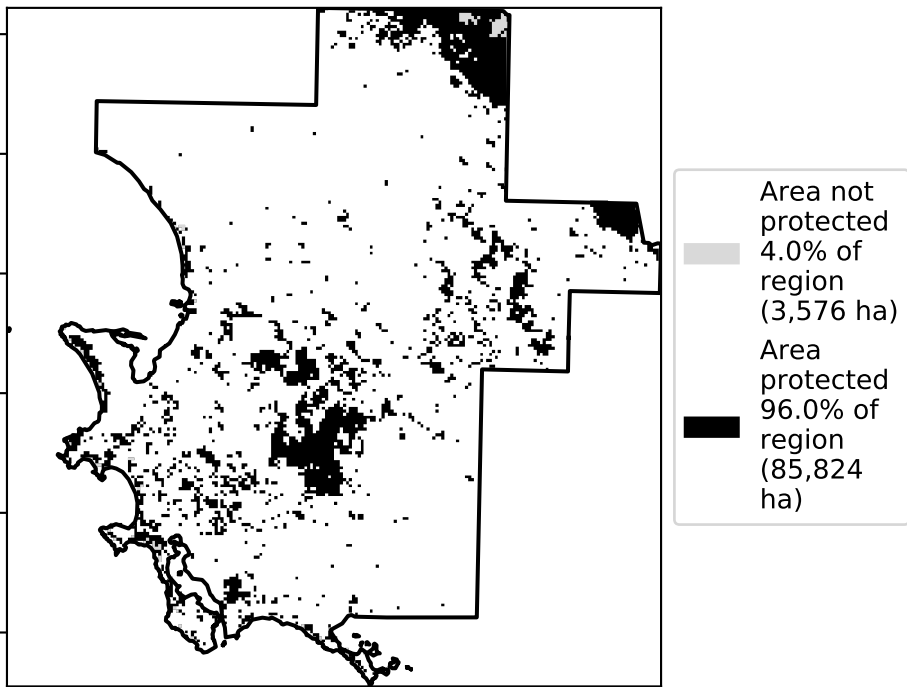 Area not
protected
4.0% of
region
(3,576 ha)
Area
protected
96.0% of
region
(85,824
ha)